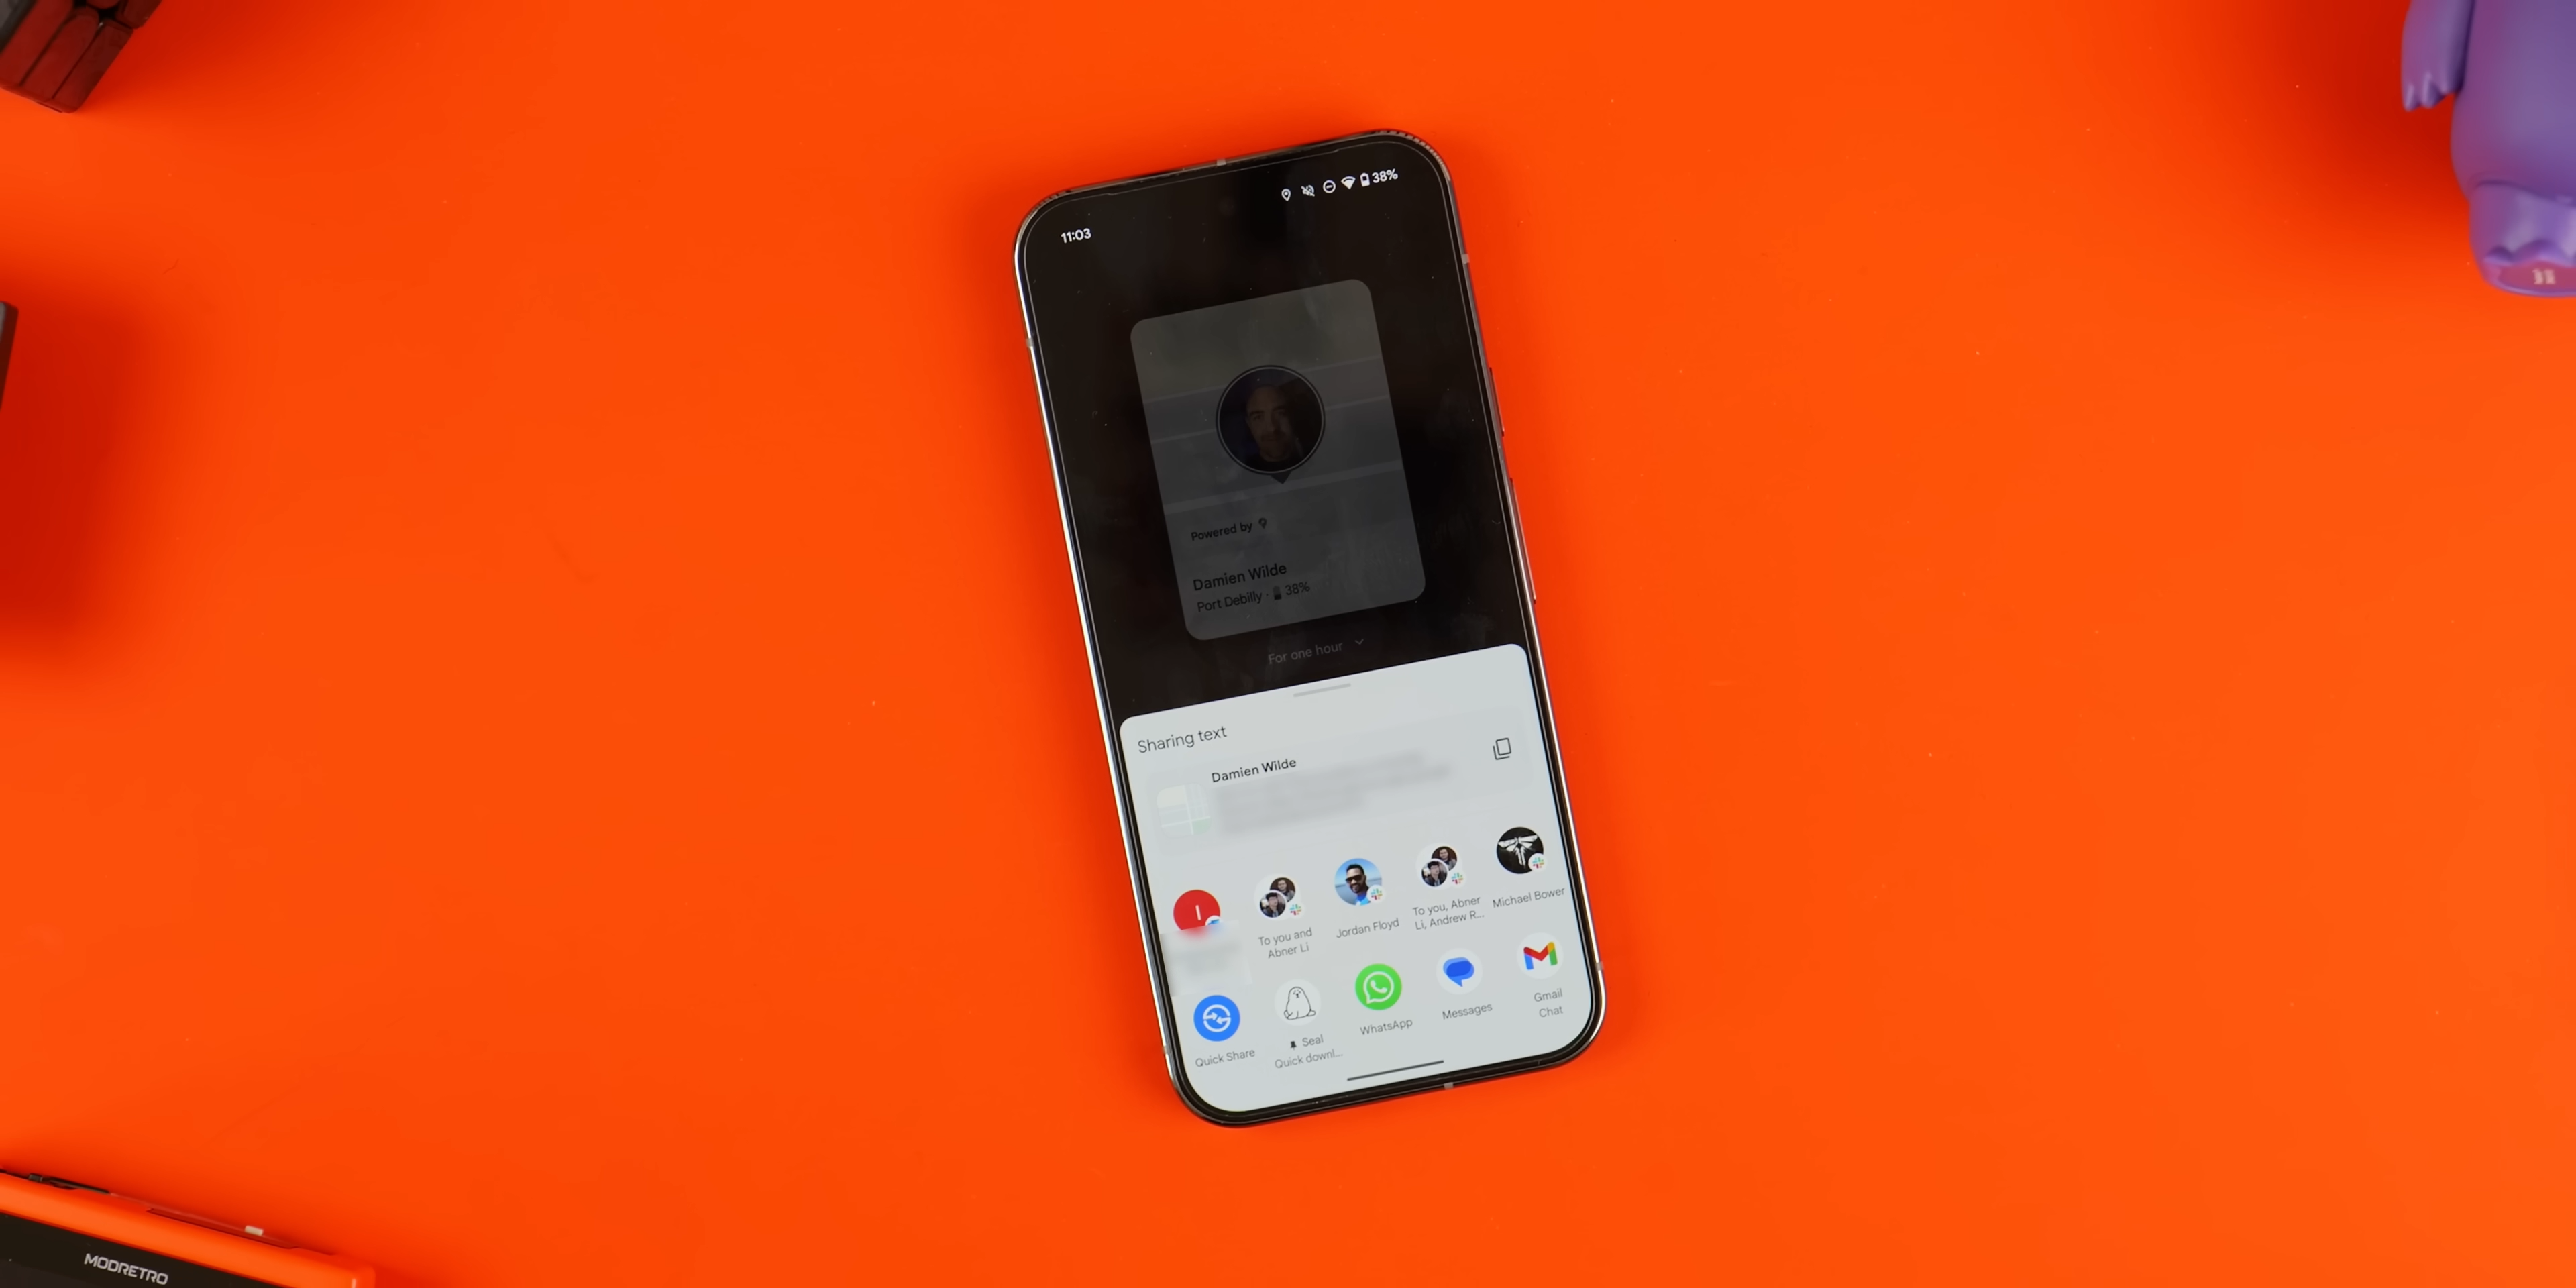 38%
11:03
Powered by
Damien Wilde
Port Debilly · 38%
For one hour
Sharing text
Damien Wilde
To you and
Abner Li
Jordan Floyd
To you, Abner
Li, Andrew R...
Michael Bower
Quick Share
Seal
Quick downl...
WhatsApp
Messages
Gmail
Chat
MODRETRO